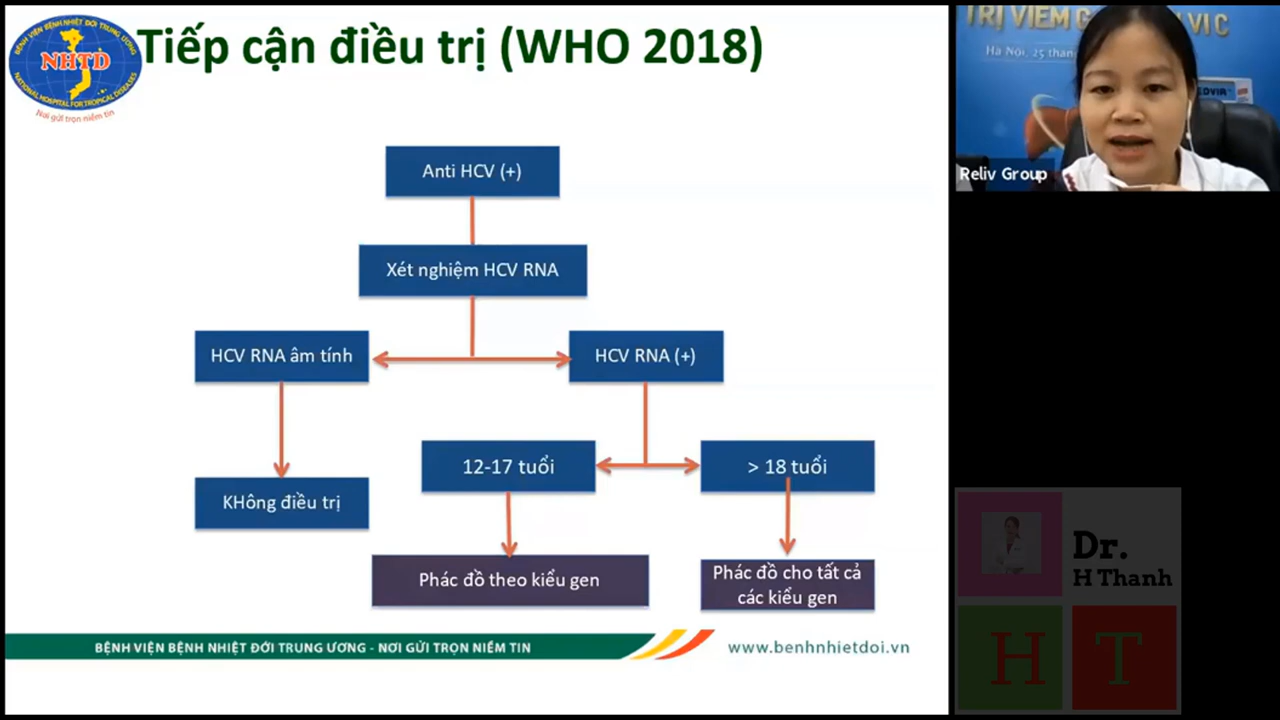 BỆNH VIỆN BỆNH NHIỆT ĐỚI TRUNG ƯƠNG
NHTD
NATIONAL HOSPITAL FOR TROPICAL DISEASES
Nơi gửi trọn niềm tin
Tiếp cận điều trị (WHO 2018)
Anti HCV (+)
Xét nghiệm HCV RNA
HCV RNA âm tính
HCV RNA (+)
12-17 tuổi
> 18 tuổi
KHông điều trị
Phác đồ theo kiểu gen
Phác đồ cho tất cả
các kiểu gen
BỆNH VIỆN BỆNH NHIỆT ĐỚI TRUNG ƯƠNG - NƠI GỬI TRỌN NIỀM TIN
www.benhnhietdoi.vn
TRỊ VIÊM G
VI C
Hà Nội, 25 thán
EDVIR
Reliv Group
Dr.
H Thanh
H T